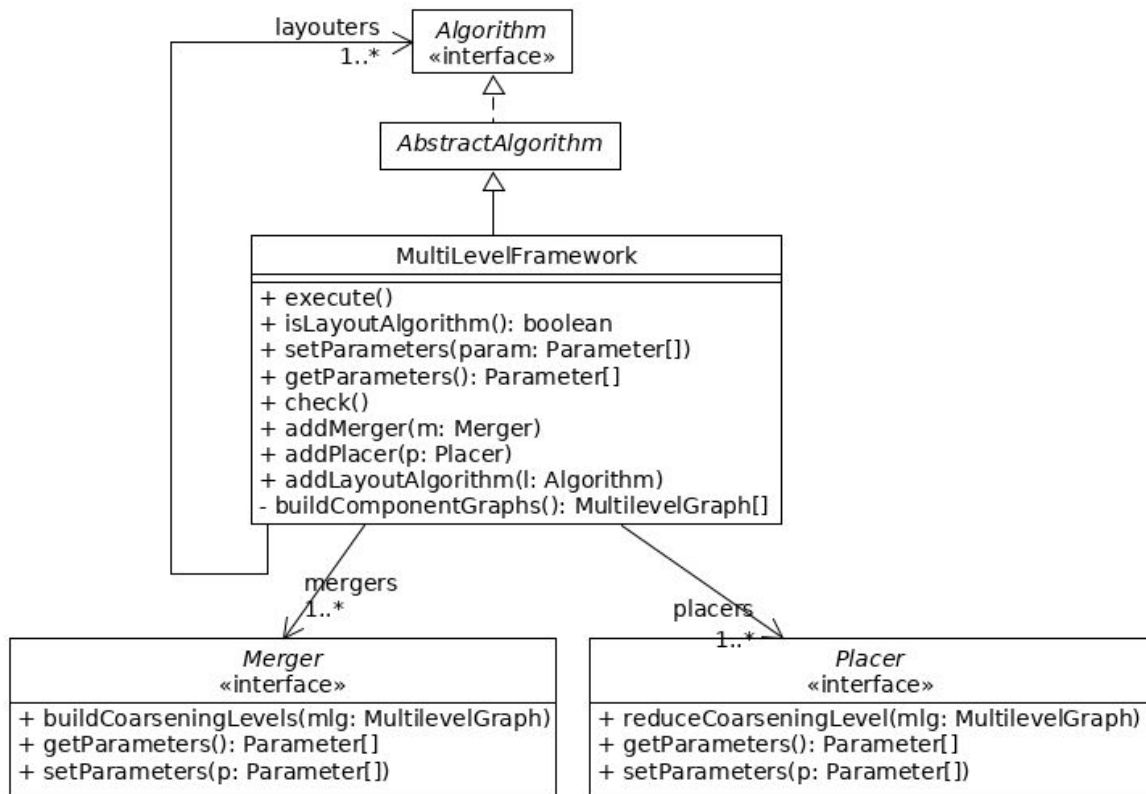 layouters
1..*
Algorithm
«interface»
AbstractAlgorithm
MultiLevelFramework
+ execute()
+ isLayoutAlgorithm(): boolean
+ setParameters(param: Parameter[])
+ getParameters(): Parameter[]
+ check()
+ addMerger(m: Merger)
+ addPlacer(p: Placer)
+ addLayoutAlgorithm(l: Algorithm)
- buildComponentGraphs(): MultilevelGraph[]
mergers
1..*
placers
1..*
Merger
«interface»
+ buildCoarseningLevels(mlg: MultilevelGraph)
+ getParameters(): Parameter[]
+ setParameters(p: Parameter[])
Placer
«interface»
+ reduceCoarseningLevel(mlg: MultilevelGraph)
+ getParameters(): Parameter[]
+ setParameters(p: Parameter[])